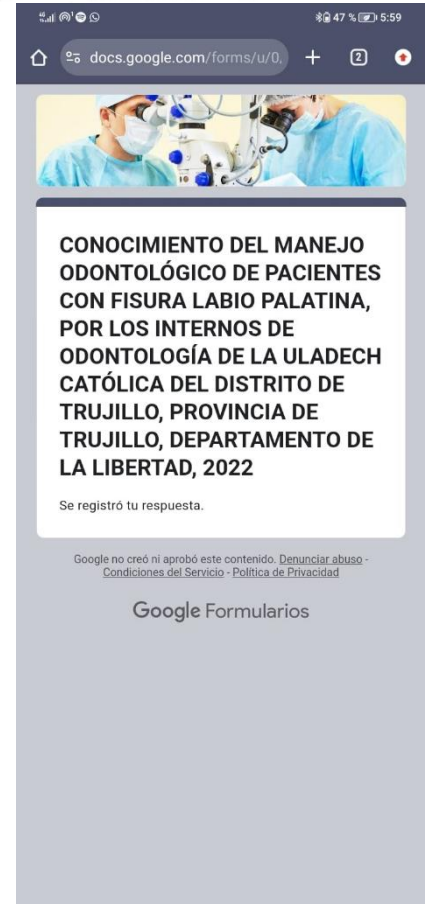 47 % 5:59
docs.google.com/forms/u/0,
2
CONOCIMIENTO DEL MANEJO
ODONTOLÓGICO DE PACIENTES
CON FISURA LABIO PALATINA,
POR LOS INTERNOS DE
ODONTOLOGÍA DE LA ULADECH
CATÓLICA DEL DISTRITO DE
TRUJILLO, PROVINCIA DE
TRUJILLO, DEPARTAMENTO DE
LA LIBERTAD, 2022
Se registró tu respuesta.
Google no creó ni aprobó este contenido. Denunciar abuso -
Condiciones del Servicio - Política de Privacidad
Google Formularios